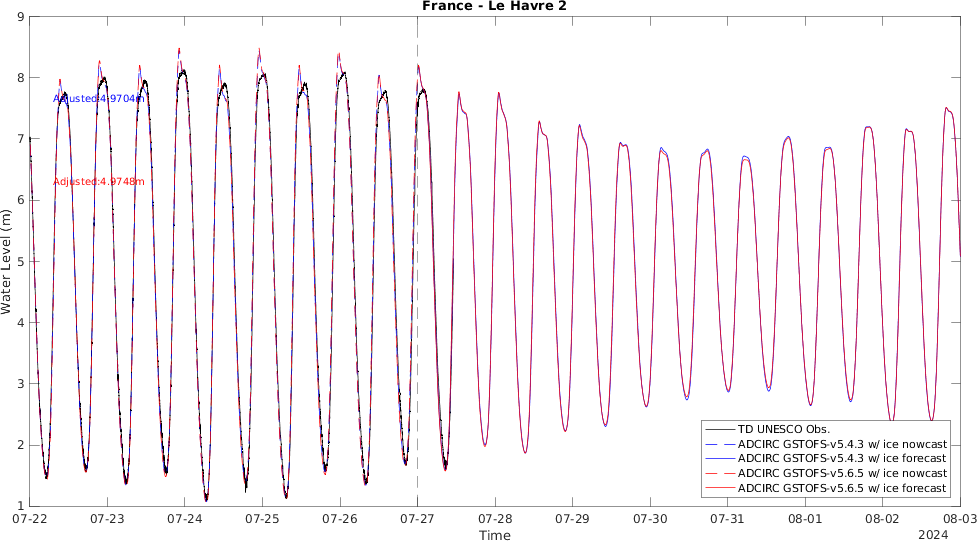 France - Le Havre 2
9
8
7
6
5
4
3
2
1
Water Level (m)
Adjusted:4.9704m
Adjusted:4.9748m
TD UNESCO Obs.
ADCIRC GSTOFS-v5.4.3 w/ ice nowcast
ADCIRC GSTOFS-v5.4.3 w/ ice forecast
ADCIRC GSTOFS-v5.6.5 w/ ice nowcast
ADCIRC GSTOFS-v5.6.5 w/ ice forecast
07-22 07-23 07-24 07-25 07-26 07-27 07-28 07-29 07-30 07-31 08-01 08-02 08-03
Time
2024